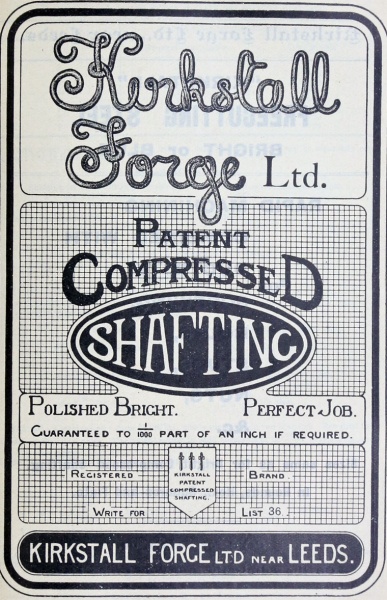 Kirkstall
Forge Ltd.
PATENT
COMPRESSED
SHAFTING
POLISHED BRIGHT. PERFECT JOB.
GUARANTEED TO 1/1000 PART OF AN INCH IF REQUIRED.
REGISTERED BRAND.
KIRKSTALL
PATENT
COMPRESSED
SHAFTING.
WRITE FOR LIST 36.
KIRKSTALL FORGE LTD NEAR LEEDS.